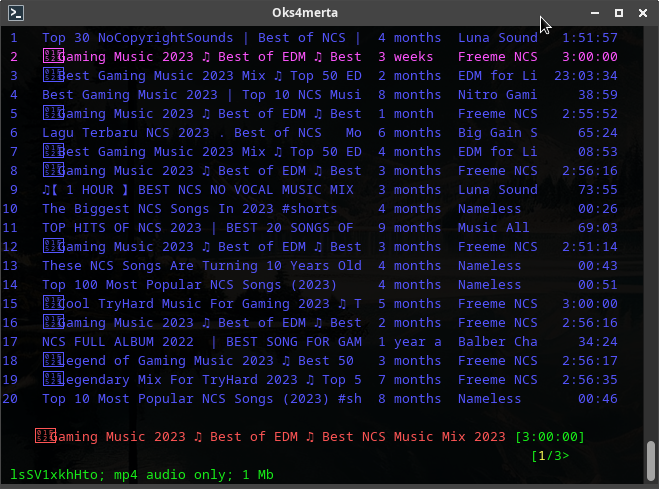 Oks4merta
1 Top 30 NoCopyrightSounds | Best of NCS | 4 months Luna Sound 1:51:57
2 Gaming Music 2023 ♫ Best of EDM ♫ Best 3 weeks Freeme NCS 3:00:00
3 Best Gaming Music 2023 Mix ♫ Top 50 ED 2 months EDM for Li 23:03:34
4 Best Gaming Music 2023 | Top 10 NCS Musi 8 months Nitro Gami 38:59
5 Gaming Music 2023 ♫ Best of EDM ♫ Best 1 month Freeme NCS 2:55:52
6 Lagu Terbaru NCS 2023 . Best of NCS Mo 6 months Big Gain S 65:24
7 Best Gaming Music 2023 Mix ♫ Top 50 ED 4 months EDM for Li 08:53
8 Gaming Music 2023 ♫ Best of EDM ♫ Best 3 months Freeme NCS 2:56:16
9 ♫【 1 HOUR 】 BEST NCS NO VOCAL MUSIC MIX 3 months Luna Sound 73:55
10 The Biggest NCS Songs In 2023 #shorts 4 months Nameless 00:26
11 TOP HITS OF NCS 2023 | BEST 20 SONGS OF 9 months Music All 69:03
12 Gaming Music 2023 ♫ Best of EDM ♫ Best 3 months Freeme NCS 2:51:14
13 These NCS Songs Are Turning 10 Years Old 4 months Nameless 00:43
14 Top 100 Most Popular NCS Songs (2023) 4 months Nameless 00:51
15 Cool TryHard Music For Gaming 2023 ♫ T 5 months Freeme NCS 3:00:00
16 Gaming Music 2023 ♫ Best of EDM ♫ Best 2 months Freeme NCS 2:56:16
17 NCS FULL ALBUM 2022 | BEST SONG FOR GAM 1 year a Balber Cha 34:24
18 Legend of Gaming Music 2023 ♫ Best 50 3 months Freeme NCS 2:56:17
19 Legendary Mix For TryHard 2023 ♫ Top 5 7 months Freeme NCS 2:56:35
20 Top 10 Most Popular NCS Songs (2023) #sh 8 months Nameless 00:46
Gaming Music 2023 ♫ Best of EDM ♫ Best NCS Music Mix 2023 [3:00:00]
[1/3>
lsSV1xkhHto; mp4 audio only; 1 Mb